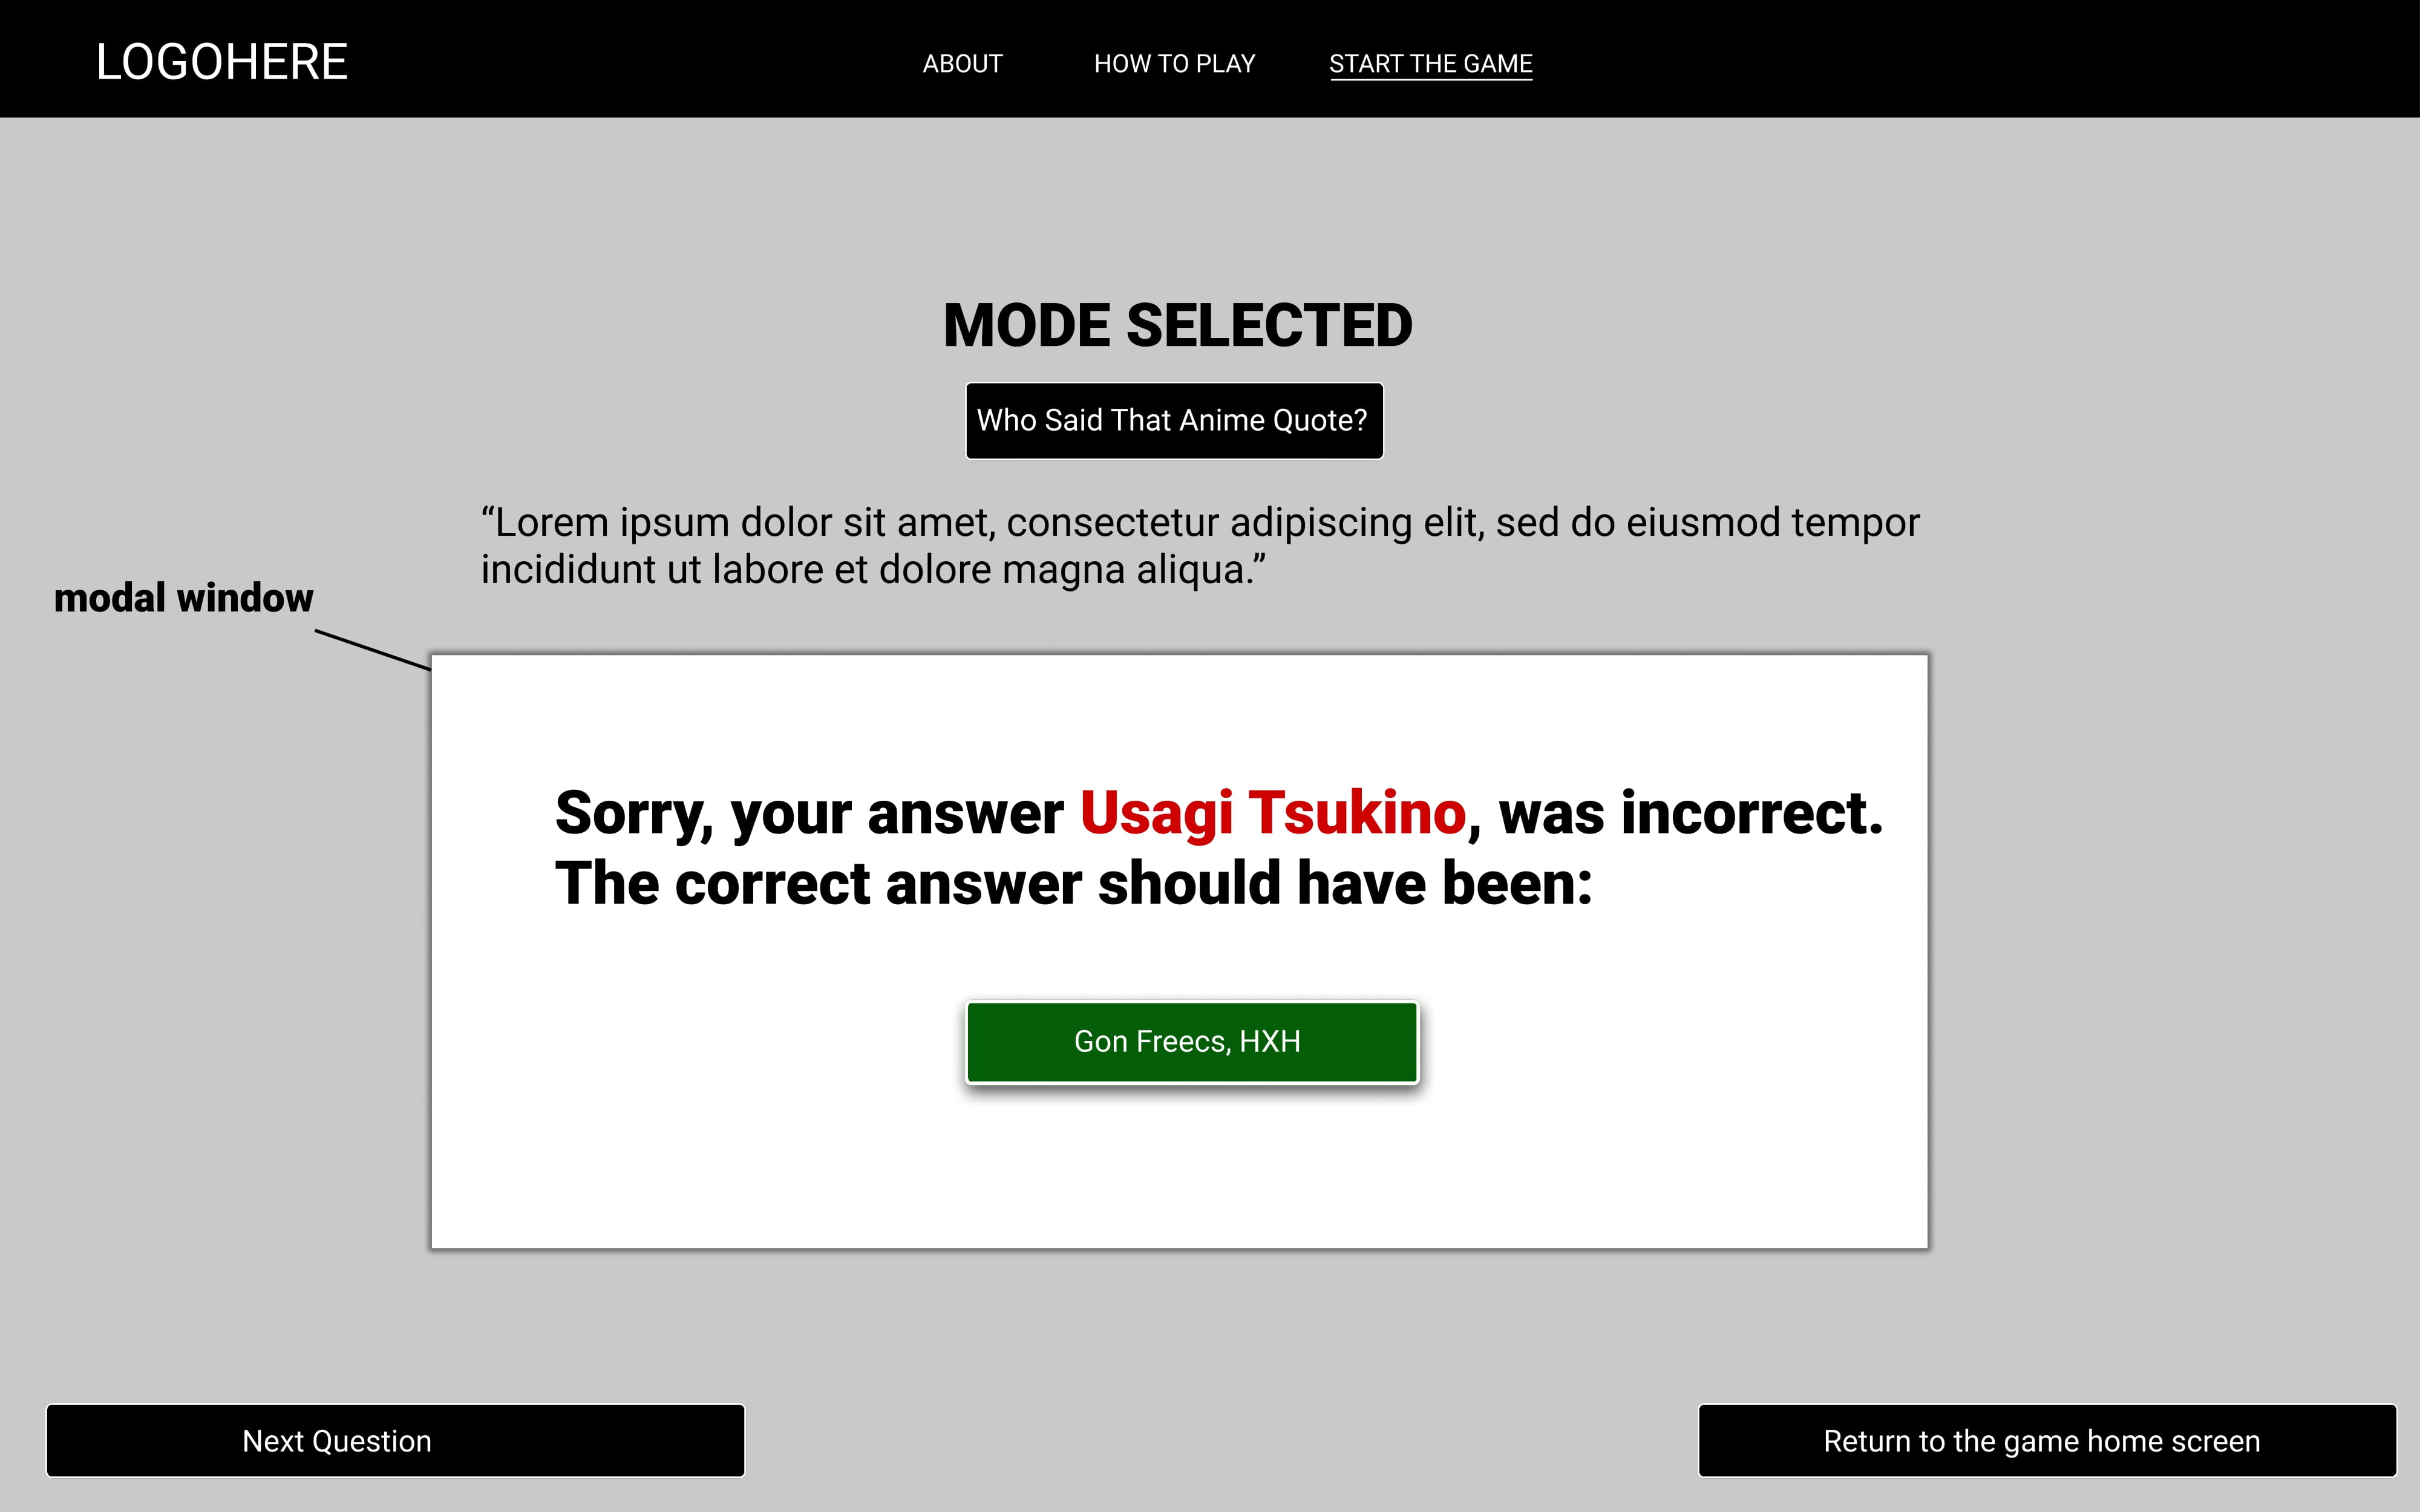 LOGOHERE
ABOUT
HOW TO PLAY
START THE GAME
MODE SELECTED
Who Said That Anime Quote?
“Lorem ipsum dolor sit amet, consectetur adipiscing elit, sed do eiusmod tempor
incididunt ut labore et dolore magna aliqua.”
modal window
Sorry, your answer Usagi Tsukino, was incorrect.
The correct answer should have been:
Gon Freecs, HXH
Next Question
Return to the game home screen